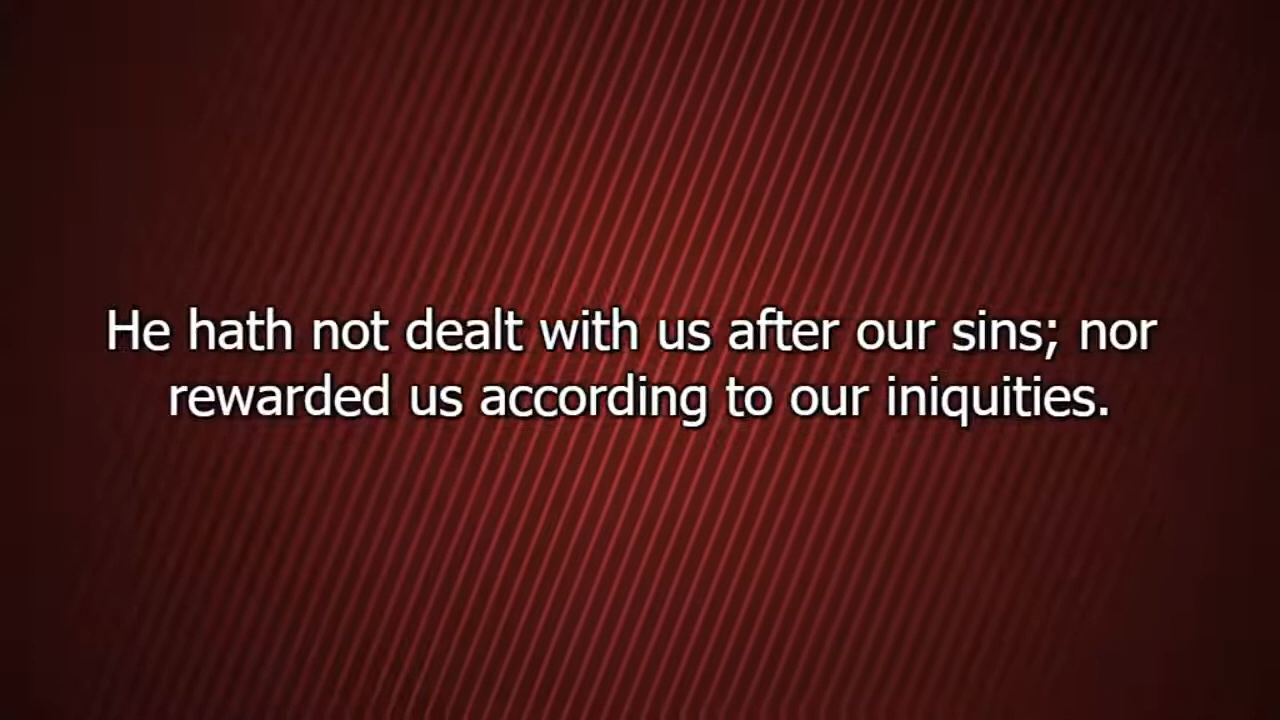 He hath not dealt with us after our sins; nor
rewarded us according to our iniquities.